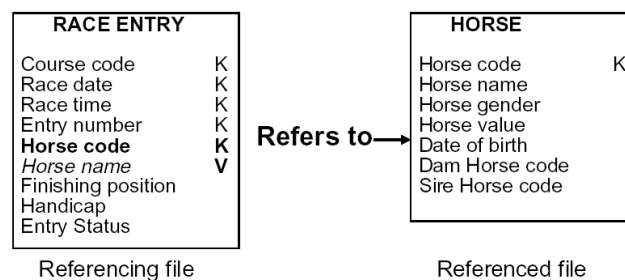 RACE ENTRY
Course code K
Race date K
Race time K
Entry number K
Horse code K
Horse name V
Finishing position
Handicap
Entry Status
Referencing file
Refers to
HORSE
Horse code K
Horse name
Horse gender
Horse value
Date of birth
Dam Horse code
Sire Horse code
Referenced file